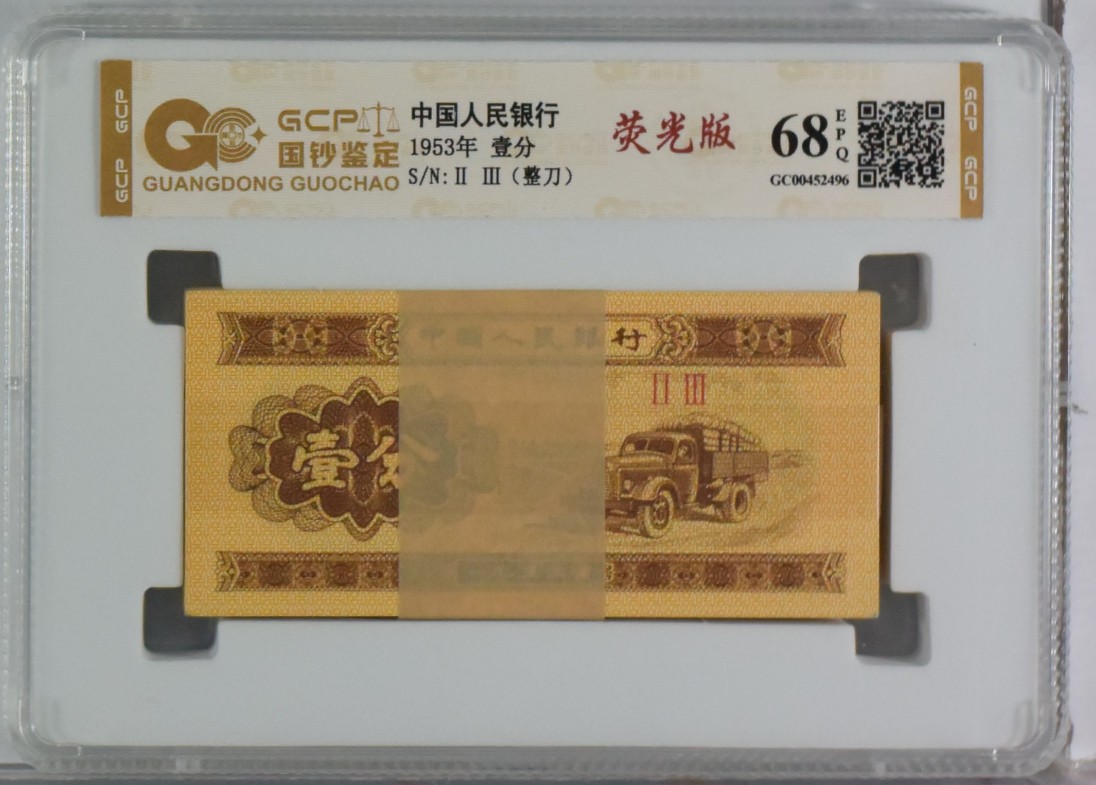 GCP
国钞鉴定
GUANGDONG GUOCHAO
中国人民银行
1953年 壹分
S/N: II III（整刀）
荧光版
68
EPQ
GC00452496
GCP
GCP
GCP
GCP
中国人民银行
II III
壹分